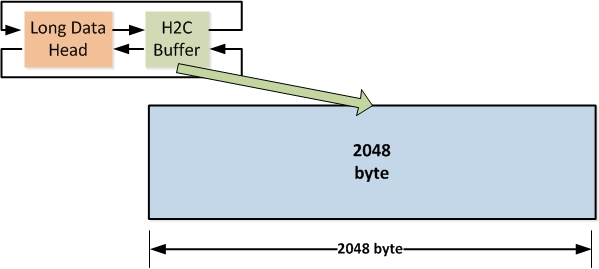 Long Data
Head
H2C
Buffer
2048
byte
2048 byte